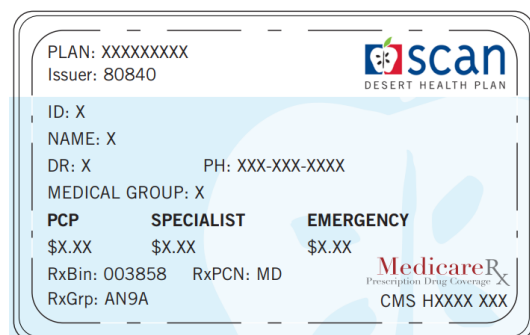 PLAN: XXXXXXXXX
Issuer: 80840
scan
DESERT HEALTH PLAN
ID: X
NAME: X
DR: X PH: XXX-XXX-XXXX
MEDICAL GROUP: X
PCP SPECIALIST EMERGENCY
$X.XX $X.XX $X.XX
RxBin: 003858 RxPCN: MD
RxGrp: AN9A
MedicareRx
Prescription Drug Coverage
CMS HXXXX XXX